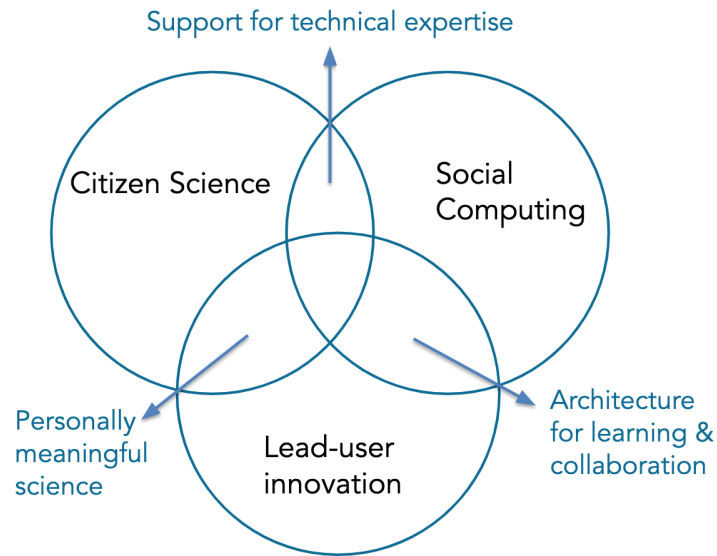 Support for technical expertise
Citizen Science
Social
Computing
Personally
meaningful
science
Lead-user
innovation
Architecture
for learning &
collaboration